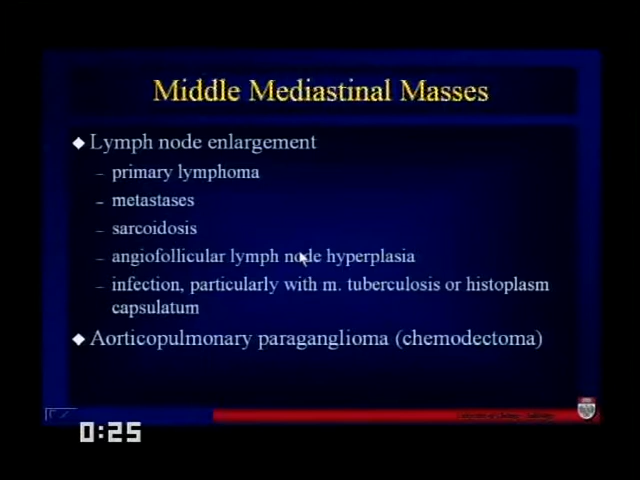 Middle Mediastinal Masses
Lymph node enlargement
– primary lymphoma
– metastases
– sarcoidosis
– angiofollicular lymph node hyperplasia
– infection, particularly with m. tuberculosis or histoplasm
capsulatum
Aorticopulmonary paraganglioma (chemodectoma)
0:25